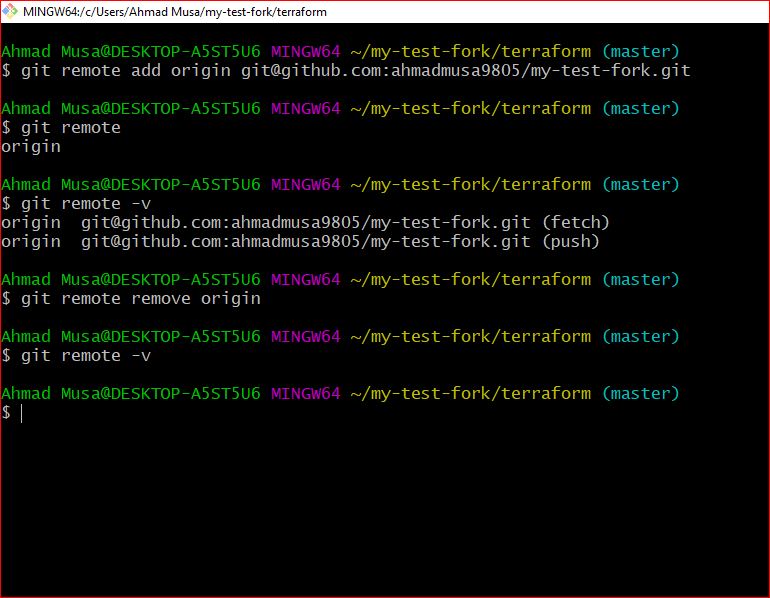 MINGW64:/c/Users/Ahmad Musa/my-test-fork/terraform
Ahmad Musa@DESKTOP-A5ST5U6 MINGW64 ~/my-test-fork/terraform (master)
$ git remote add origin git@github.com:ahmadmusa9805/my-test-fork.git
Ahmad Musa@DESKTOP-A5ST5U6 MINGW64 ~/my-test-fork/terraform (master)
$ git remote
origin
Ahmad Musa@DESKTOP-A5ST5U6 MINGW64 ~/my-test-fork/terraform (master)
$ git remote -v
origin  git@github.com:ahmadmusa9805/my-test-fork.git (fetch)
origin  git@github.com:ahmadmusa9805/my-test-fork.git (push)
Ahmad Musa@DESKTOP-A5ST5U6 MINGW64 ~/my-test-fork/terraform (master)
$ git remote remove origin
Ahmad Musa@DESKTOP-A5ST5U6 MINGW64 ~/my-test-fork/terraform (master)
$ git remote -v
Ahmad Musa@DESKTOP-A5ST5U6 MINGW64 ~/my-test-fork/terraform (master)
$